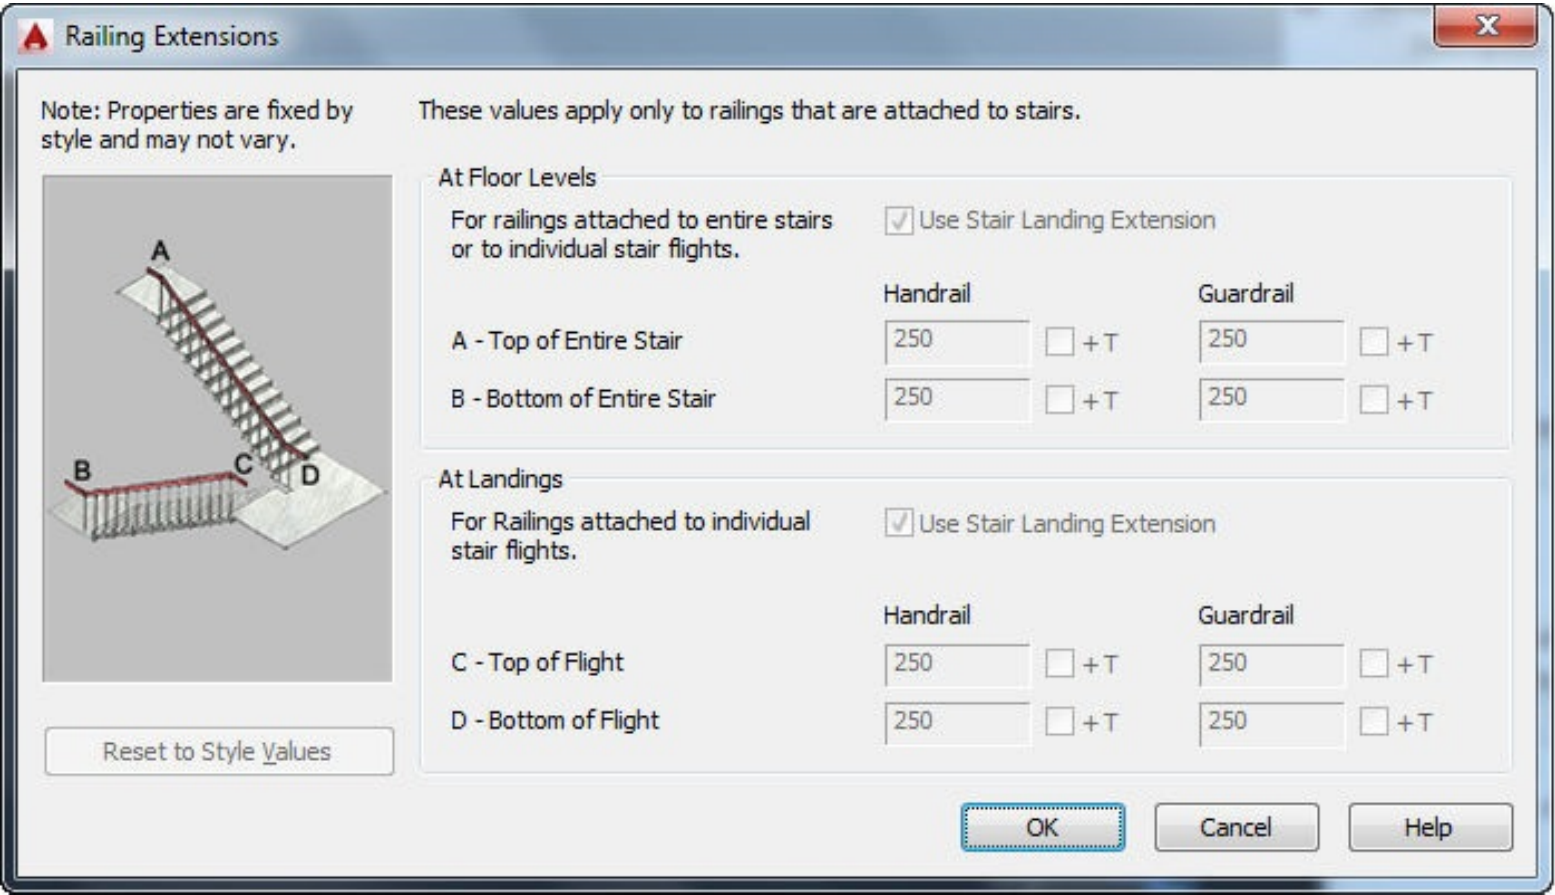 Railing Extensions
Note: Properties are fixed by
style and may not vary.
These values apply only to railings that are attached to stairs.
A
B
C
D
Reset to Style Values
At Floor Levels
For railings attached to entire stairs
or to individual stair flights.
Use Stair Landing Extension
Handrail Guardrail
A - Top of Entire Stair 250 +T 250 +T
B - Bottom of Entire Stair 250 +T 250 +T
At Landings
For Railings attached to individual
stair flights.
Use Stair Landing Extension
Handrail Guardrail
C - Top of Flight 250 +T 250 +T
D - Bottom of Flight 250 +T 250 +T
OK Cancel Help